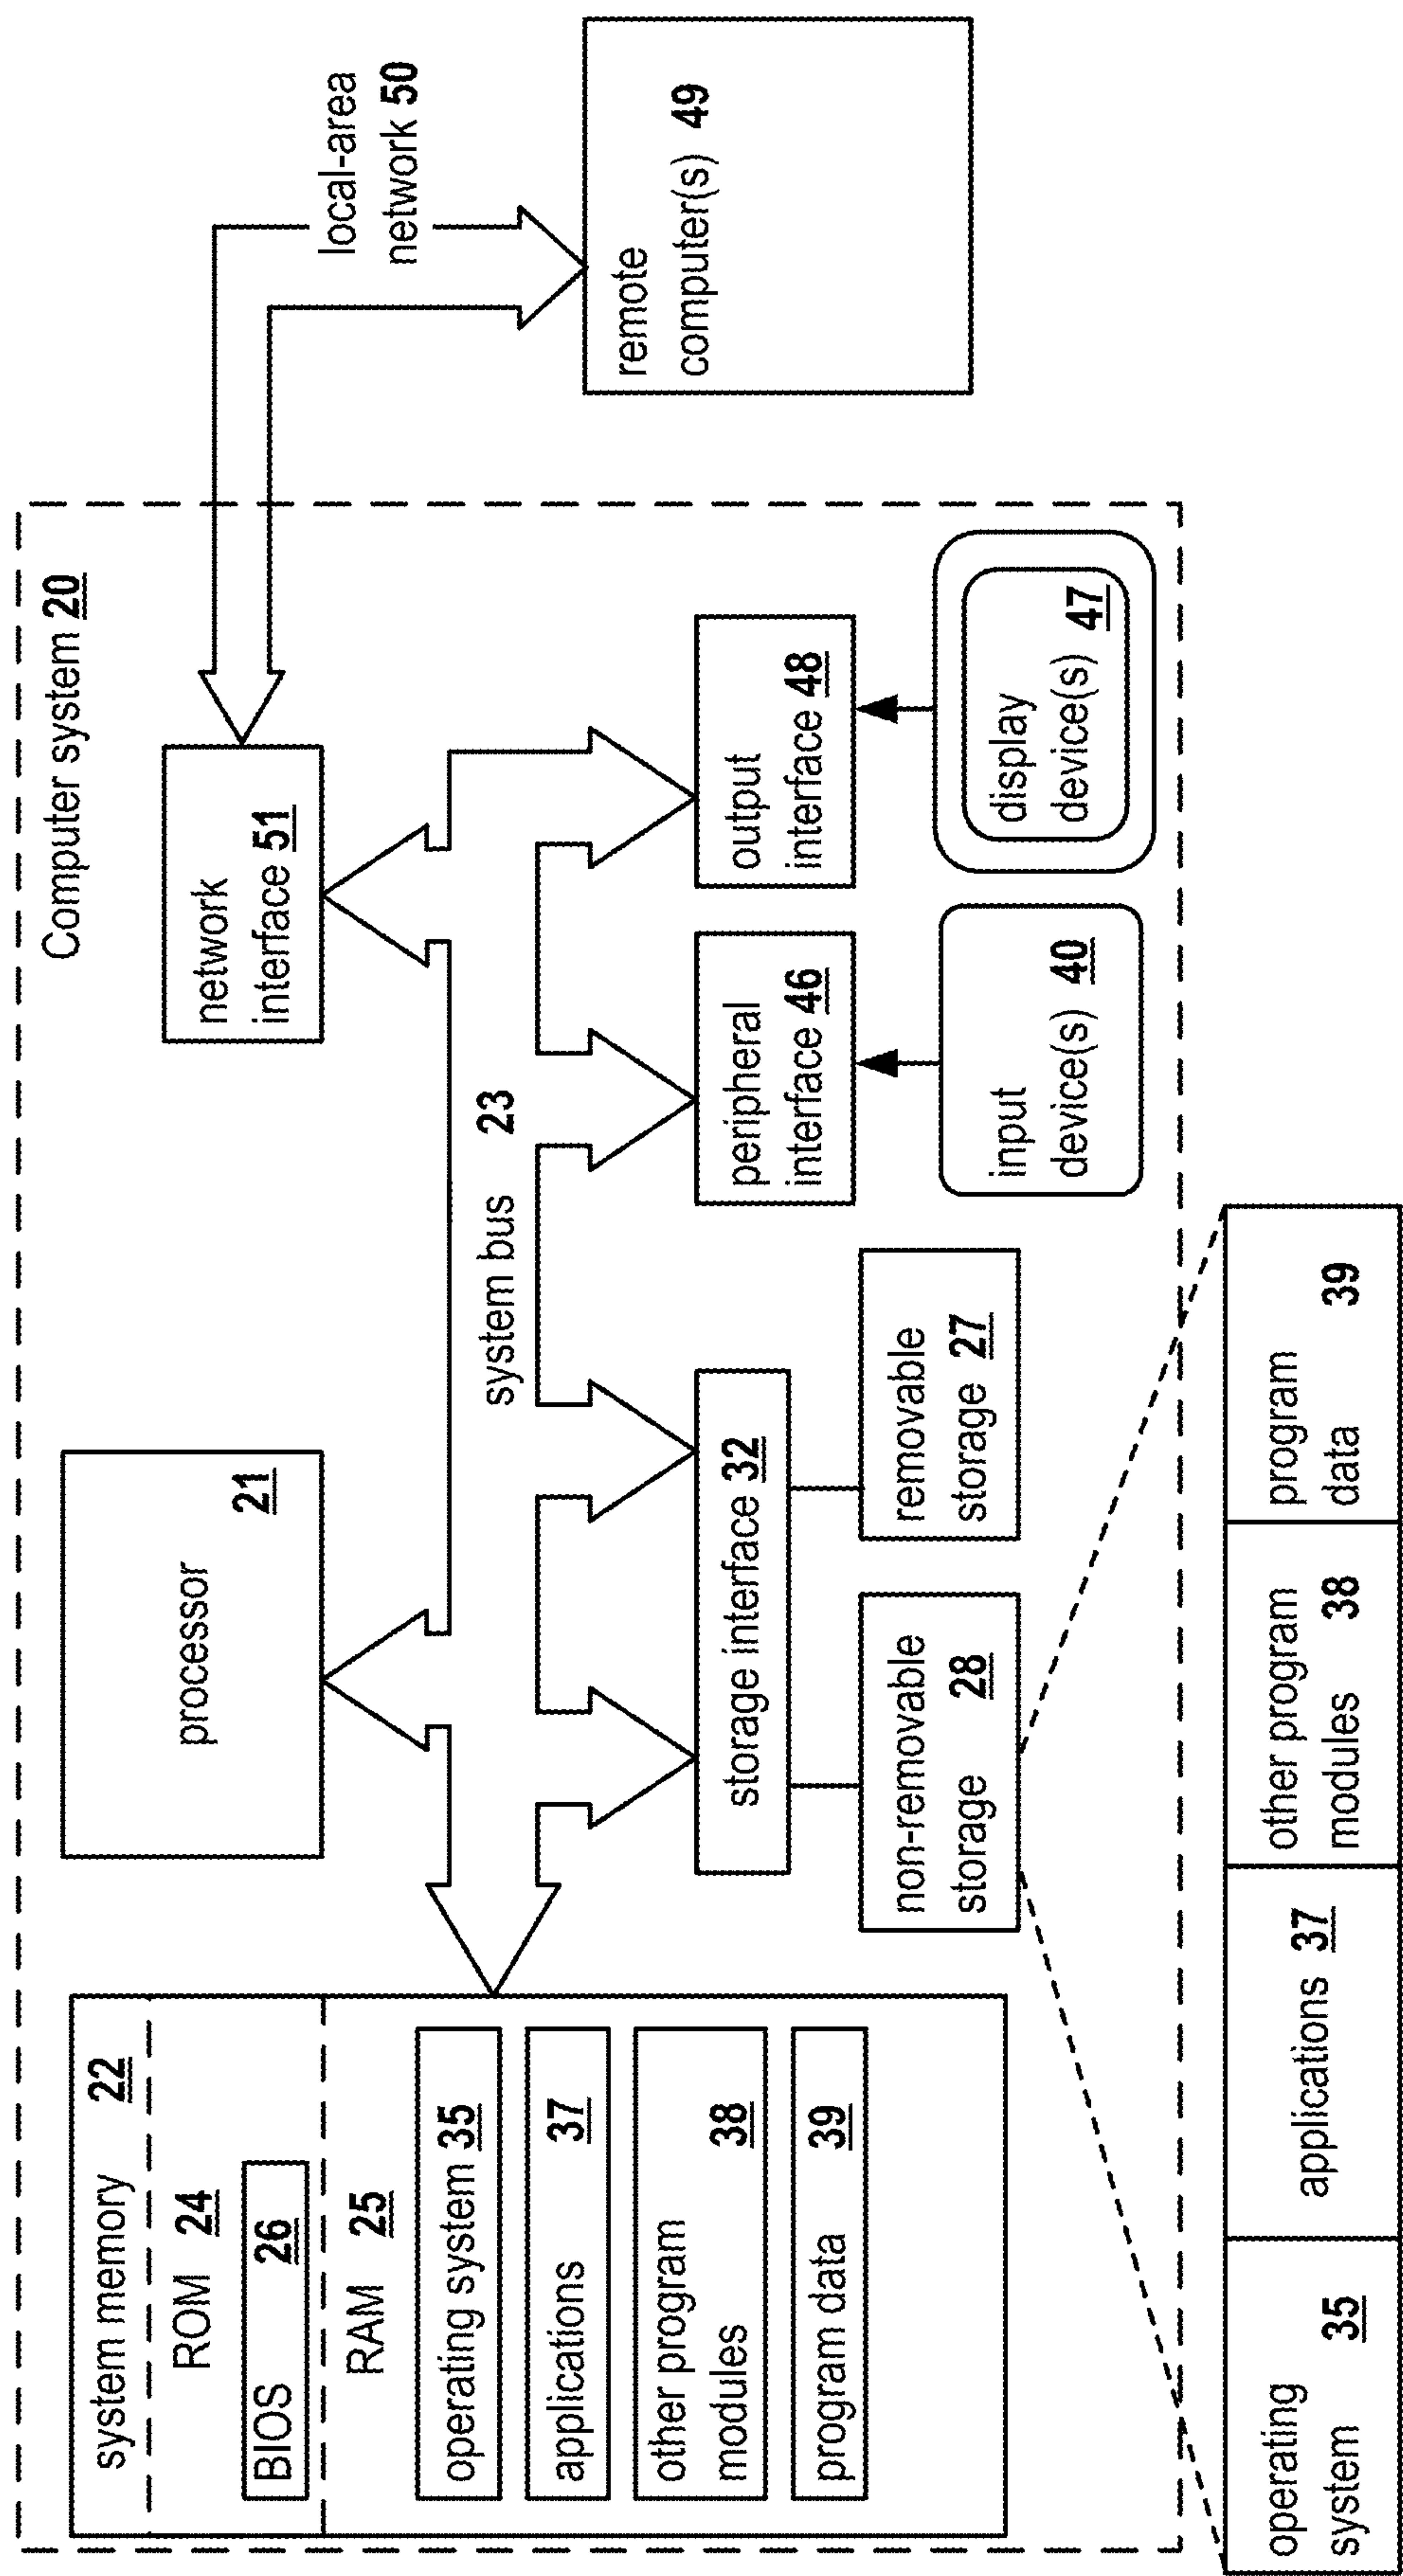 Computer system 20
system memory 22
ROM 24
BIOS 26
RAM 25
operating system 35
applications 37
other program
modules 38
program data 39
processor
21
network
interface 51
local-area
network 50
system bus 23
storage interface 32
non-removable
storage 28
removable
storage 27
peripheral
interface 46
output
interface 48
input
device(s) 40
display
device(s) 47
remote
computer(s) 49
operating
system 35
applications 37
other program
modules 38
program
data 39